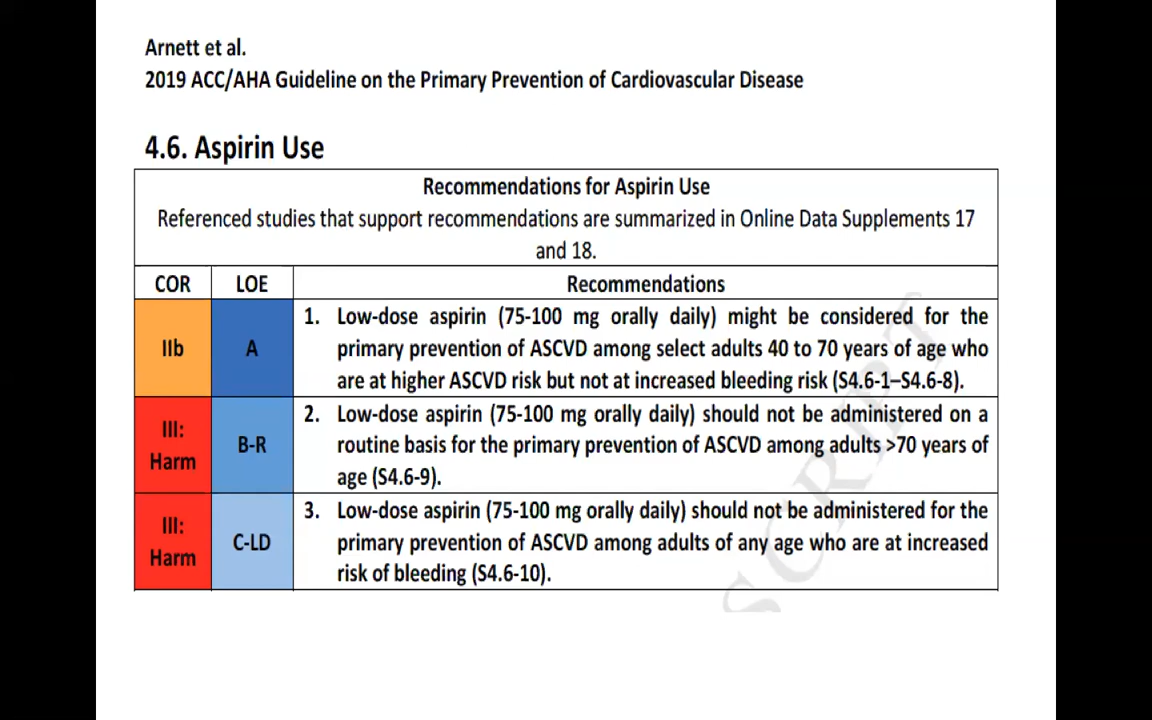 Arnett et al.
2019 ACC/AHA Guideline on the Primary Prevention of Cardiovascular Disease
4.6. Aspirin Use
Recommendations for Aspirin Use
Referenced studies that support recommendations are summarized in Online Data Supplements 17
and 18.
COR LOE Recommendations
IIb A 1. Low-dose aspirin (75-100 mg orally daily) might be considered for the
primary prevention of ASCVD among select adults 40 to 70 years of age who
are at higher ASCVD risk but not at increased bleeding risk (S4.6-1–S4.6-8).
III: Harm B-R 2. Low-dose aspirin (75-100 mg orally daily) should not be administered on a
routine basis for the primary prevention of ASCVD among adults >70 years of
age (S4.6-9).
III: Harm C-LD 3. Low-dose aspirin (75-100 mg orally daily) should not be administered for the
primary prevention of ASCVD among adults of any age who are at increased
risk of bleeding (S4.6-10).
SCRIPT